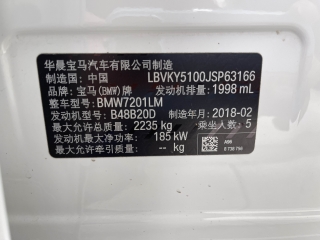 华晨宝马汽车有限公司制造
制造国: 中国 LBVKY5100JSP63166
品牌: 宝马(BMW)牌 发动机排量: 1998 mL
整车型号: BMW7201LM
发动机型号: B48B20D 制造年月: 2018-02
最大允许总质量: 2235 kg 乘坐人数: 5
发动机最大净功率: 185 kW
最大允许牵引质量: -- kg